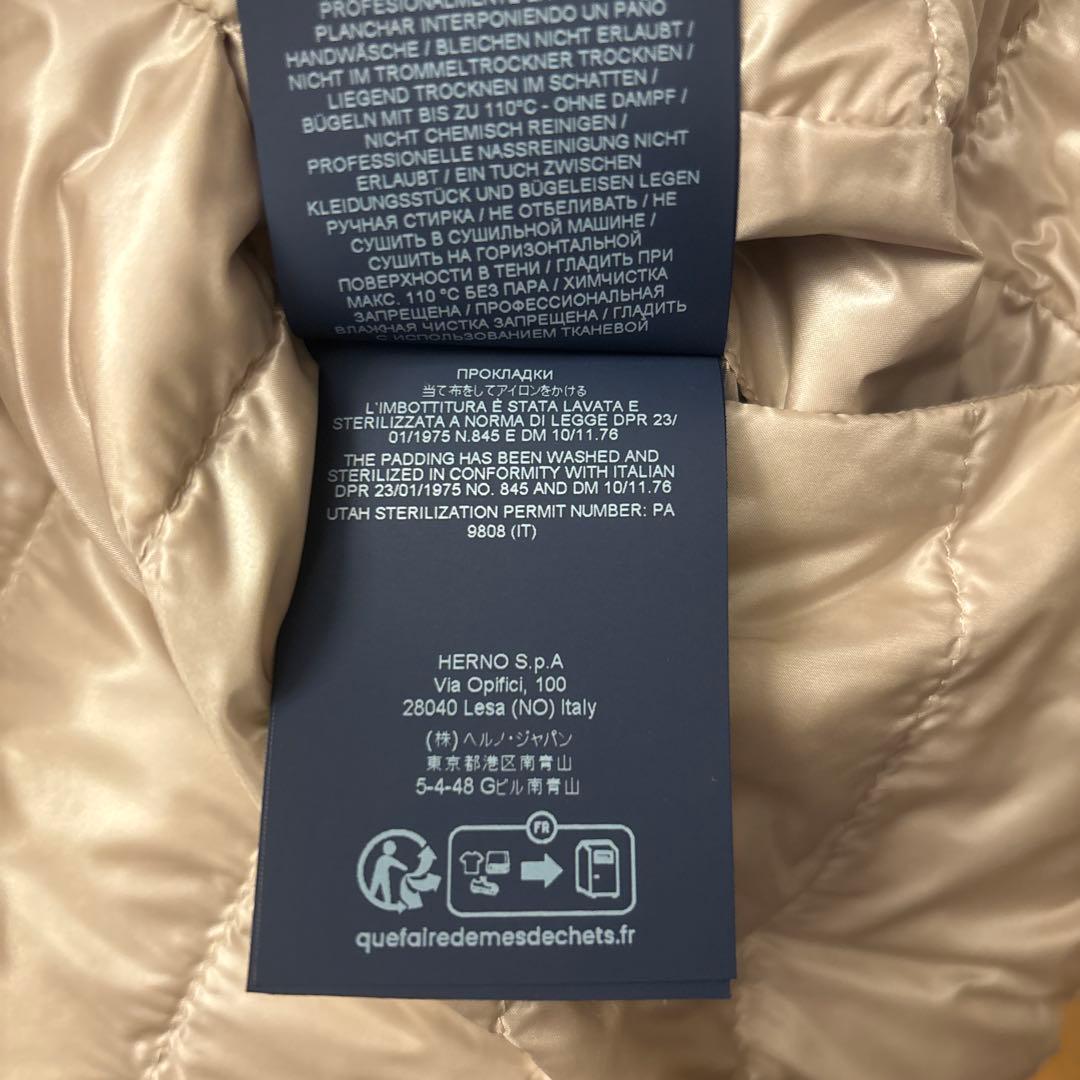 PROFESIONALMENTE
PLANCHAR INTERPONIENDO UN PAÑO
HANDWÄSCHE / BLEICHEN NICHT ERLAUBT /
NICHT IM TROMMELTROCKNER TROCKNEN /
LIEGEND TROCKNEN IM SCHATTEN /
BÜGELN MIT BIS ZU 110°C - OHNE DAMPF /
NICHT CHEMISCH REINIGEN /
PROFESSIONELLE NASSREINIGUNG NICHT
ERLAUBT / EIN TUCH ZWISCHEN
KLEIDUNGSSTÜCK UND BÜGELEISEN LEGEN
РУЧНАЯ СТИРКА / НЕ ОТБЕЛИВАТЬ / НЕ
СУШИТЬ В СУШИЛЬНОЙ МАШИНЕ /
СУШИТЬ НА ГОРИЗОНТАЛЬНОЙ
ПОВЕРХНОСТИ В ТЕНИ / ГЛАДИТЬ ПРИ
МАКС. 110 °C БЕЗ ПАРА / ХИМЧИСТКА
ЗАПРЕЩЕНА / ПРОФЕССИОНАЛЬНАЯ
ВЛАЖНАЯ ЧИСТКА ЗАПРЕЩЕНА / ГЛАДИТЬ
С ИСПОЛЬЗОВАНИЕМ ТКАНЕВОЙ
ПРОКЛАДКИ
当て布をしてアイロンをかける
L'IMBOTTITURA È STATA LAVATA E
STERILIZZATA A NORMA DI LEGGE DPR 23/
01/1975 N.845 E DM 10/11.76
THE PADDING HAS BEEN WASHED AND
STERILIZED IN CONFORMITY WITH ITALIAN
DPR 23/01/1975 NO. 845 AND DM 10/11.76
UTAH STERILIZATION PERMIT NUMBER: PA
9808 (IT)
HERNO S.p.A
Via Opifici, 100
28040 Lesa (NO) Italy
(株)ヘルノ・ジャパン
東京都港区南青山
5-4-48 Gビル南青山
FR
quefairedemesdechets.fr